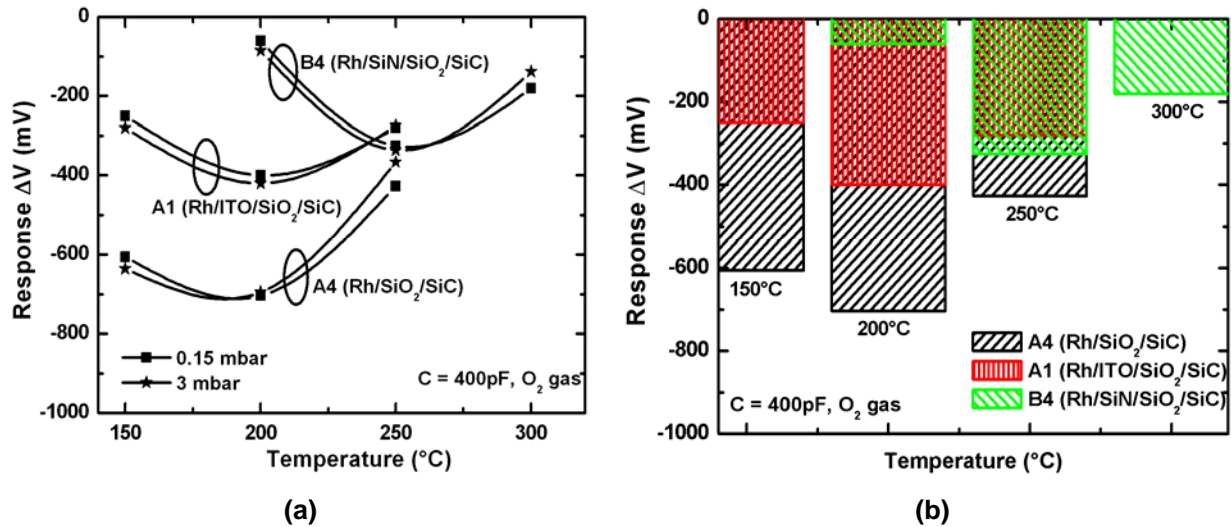 0
-200
-400
-600
-800
-1000
Response ΔV (mV)
B4 (Rh/SiN/SiO₂/SiC)
A1 (Rh/ITO/SiO₂/SiC)
A4 (Rh/SiO₂/SiC)
0.15 mbar
3 mbar
C = 400pF, O₂ gas
150 200 250 300
Temperature (°C)
(a)
0
-200
-400
-600
-800
-1000
Response ΔV (mV)
150°C
200°C
250°C
300°C
A4 (Rh/SiO₂/SiC)
A1 (Rh/ITO/SiO₂/SiC)
B4 (Rh/SiN/SiO₂/SiC)
C = 400pF, O₂ gas
Temperature (°C)
(b)